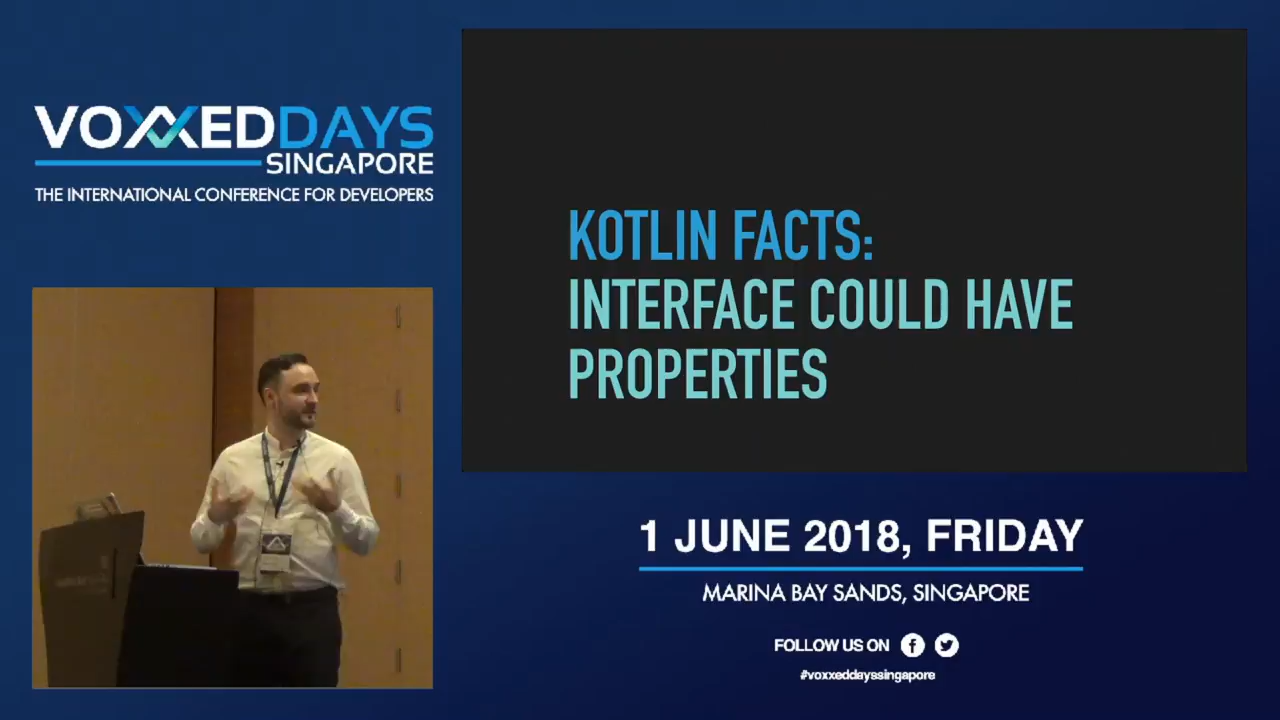 VOXXEDDAYS
SINGAPORE
THE INTERNATIONAL CONFERENCE FOR DEVELOPERS
KOTLIN FACTS:
INTERFACE COULD HAVE
PROPERTIES
1 JUNE 2018, FRIDAY
MARINA BAY SANDS, SINGAPORE
FOLLOW US ON
#voxxeddayssingapore